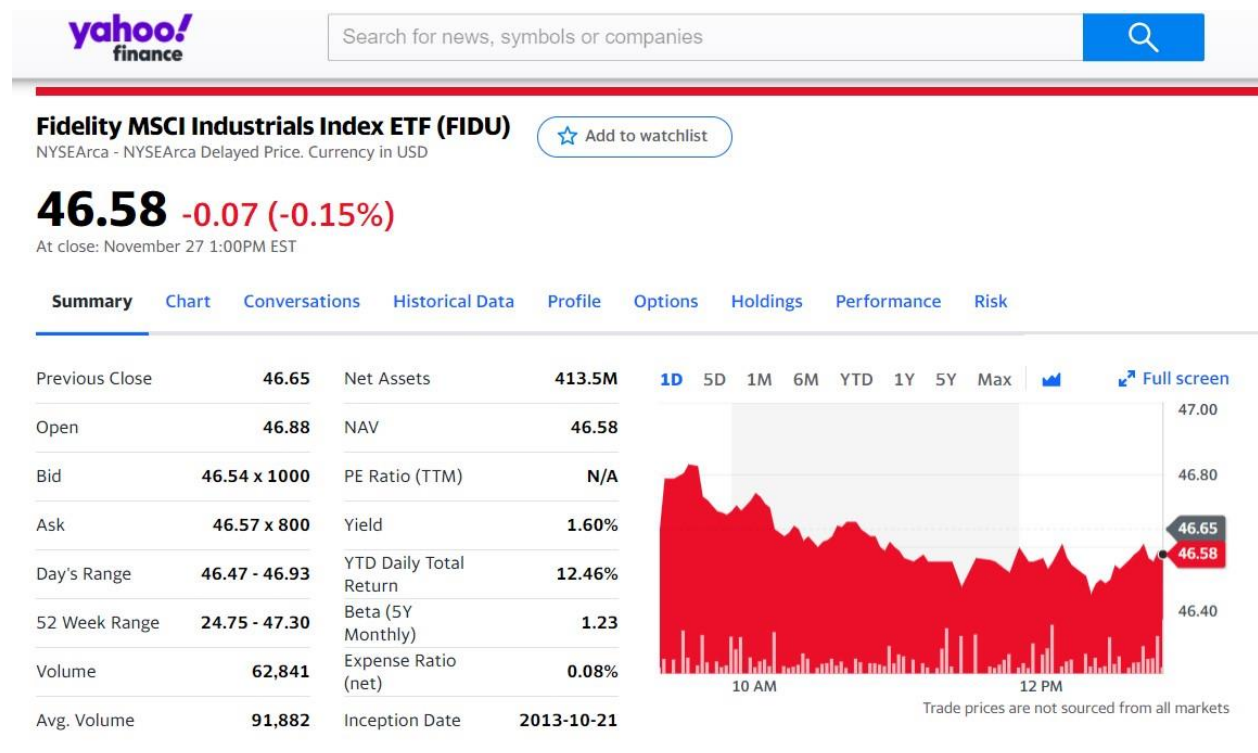 yahoo!
finance
Search for news, symbols or companies
Fidelity MSCI Industrials Index ETF (FIDU)
Add to watchlist
NYSEArca - NYSEArca Delayed Price. Currency in USD
46.58 -0.07 (-0.15%)
At close: November 27 1:00PM EST
Summary Chart Conversations Historical Data Profile Options Holdings Performance Risk
Previous Close 46.65
Open 46.88
Bid 46.54 x 1000
Ask 46.57 x 800
Day's Range 46.47 - 46.93
52 Week Range 24.75 - 47.30
Volume 62,841
Avg. Volume 91,882
Net Assets 413.5M
NAV 46.58
PE Ratio (TTM) N/A
Yield 1.60%
YTD Daily Total
Return 12.46%
Beta (5Y
Monthly) 1.23
Expense Ratio
(net) 0.08%
Inception Date 2013-10-21
1D 5D 1M 6M YTD 1Y 5Y Max Full screen
47.00
46.80
46.65
46.58
46.40
10 AM 12 PM
Trade prices are not sourced from all markets